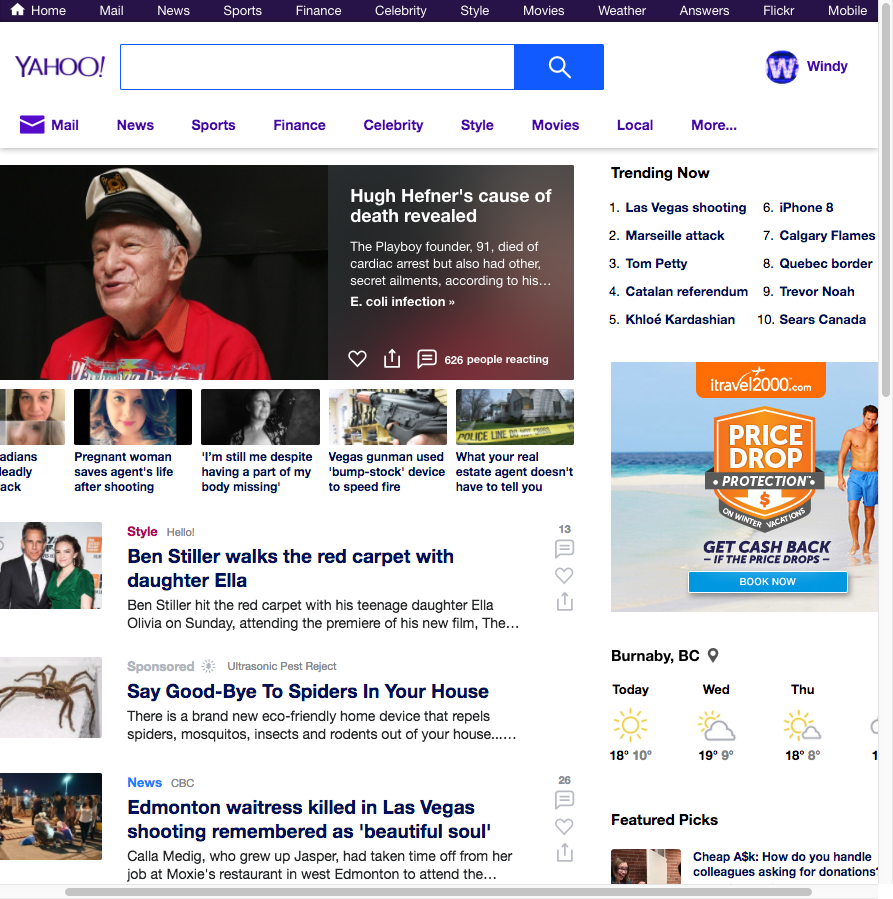 Home Mail News Sports Finance Celebrity Style Movies Weather Answers Flickr Mobile
YAHOO!
W Windy
Mail News Sports Finance Celebrity Style Movies Local More...
Hugh Hefner's cause of
death revealed
The Playboy founder, 91, died of
cardiac arrest but also had other,
secret ailments, according to his...
E. coli infection »
626 people reacting
adians
leadly
ack
Pregnant woman
saves agent's life
after shooting
'I'm still me despite
having a part of my
body missing'
Vegas gunman used
'bump-stock' device
to speed fire
POLICE LINE DO NOT
What your real
estate agent doesn't
have to tell you
Style Hello!
Ben Stiller walks the red carpet with
daughter Ella
Ben Stiller hit the red carpet with his teenage daughter Ella
Olivia on Sunday, attending the premiere of his new film, The...
13
Sponsored Ultrasonic Pest Reject
Say Good-Bye To Spiders In Your House
There is a brand new eco-friendly home device that repels
spiders, mosquitos, insects and rodents out of your house......
News CBC
Edmonton waitress killed in Las Vegas
shooting remembered as 'beautiful soul'
Calla Medig, who grew up Jasper, had taken time off from her
job at Moxie's restaurant in west Edmonton to attend the...
26
Trending Now
1. Las Vegas shooting
2. Marseille attack
3. Tom Petty
4. Catalan referendum
5. Khloé Kardashian
6. iPhone 8
7. Calgary Flames
8. Quebec border
9. Trevor Noah
10. Sears Canada
itravel2000.com
PRICE
DROP
• PROTECTION™ •
$
ON WINTER VACATIONS
GET CASH BACK
– IF THE PRICE DROPS –
BOOK NOW
Burnaby, BC
Today Wed Thu
18° 10° 19° 9° 18° 8° 1
Featured Picks
Cheap A$k: How do you handle
colleagues asking for donations?